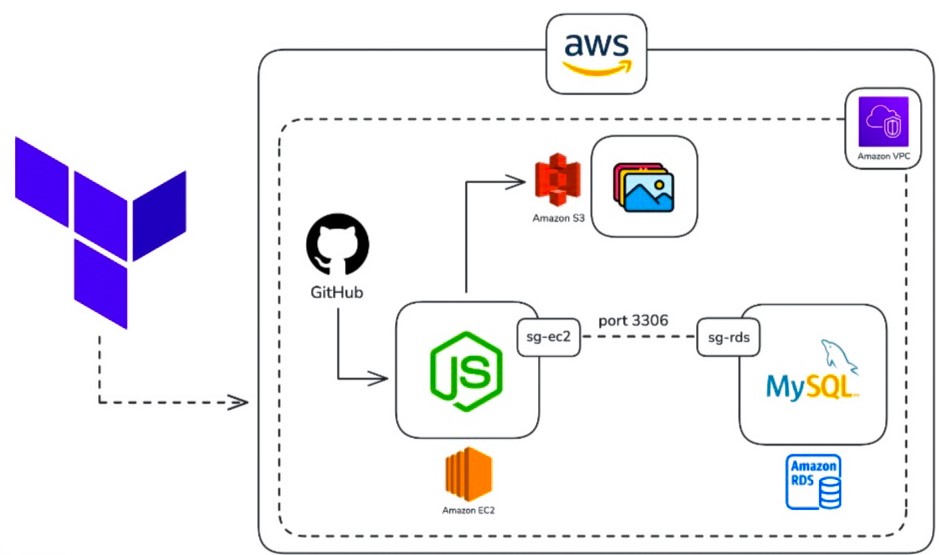 aws
Amazon VPC
Amazon S3
GitHub
port 3306
sg-ec2
sg-rds
JS
MySQL
Amazon EC2
Amazon
RDS